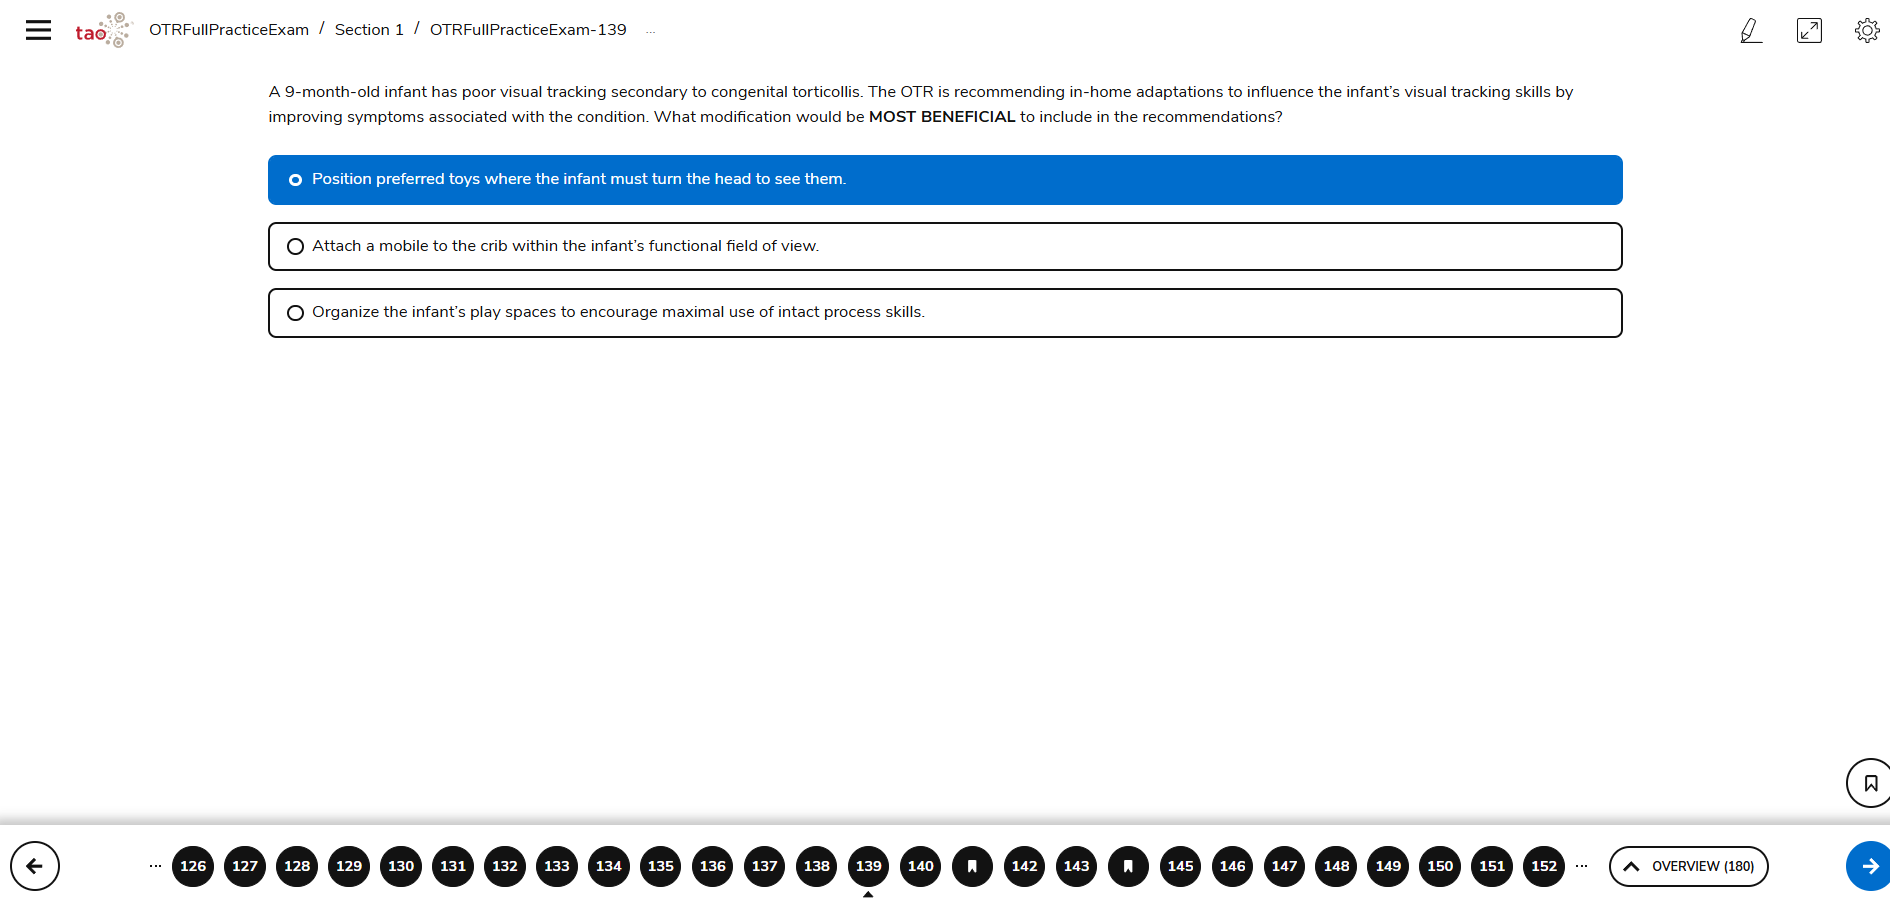 tao OTRFullPracticeExam / Section 1 / OTRFullPracticeExam-139 ...
A 9-month-old infant has poor visual tracking secondary to congenital torticollis. The OTR is recommending in-home adaptations to influence the infant’s visual tracking skills by
improving symptoms associated with the condition. What modification would be MOST BENEFICIAL to include in the recommendations?
Position preferred toys where the infant must turn the head to see them.
Attach a mobile to the crib within the infant’s functional field of view.
Organize the infant’s play spaces to encourage maximal use of intact process skills.
... 126 127 128 129 130 131 132 133 134 135 136 137 138 139 140 142 143 145 146 147 148 149 150 151 152 ... OVERVIEW (180)